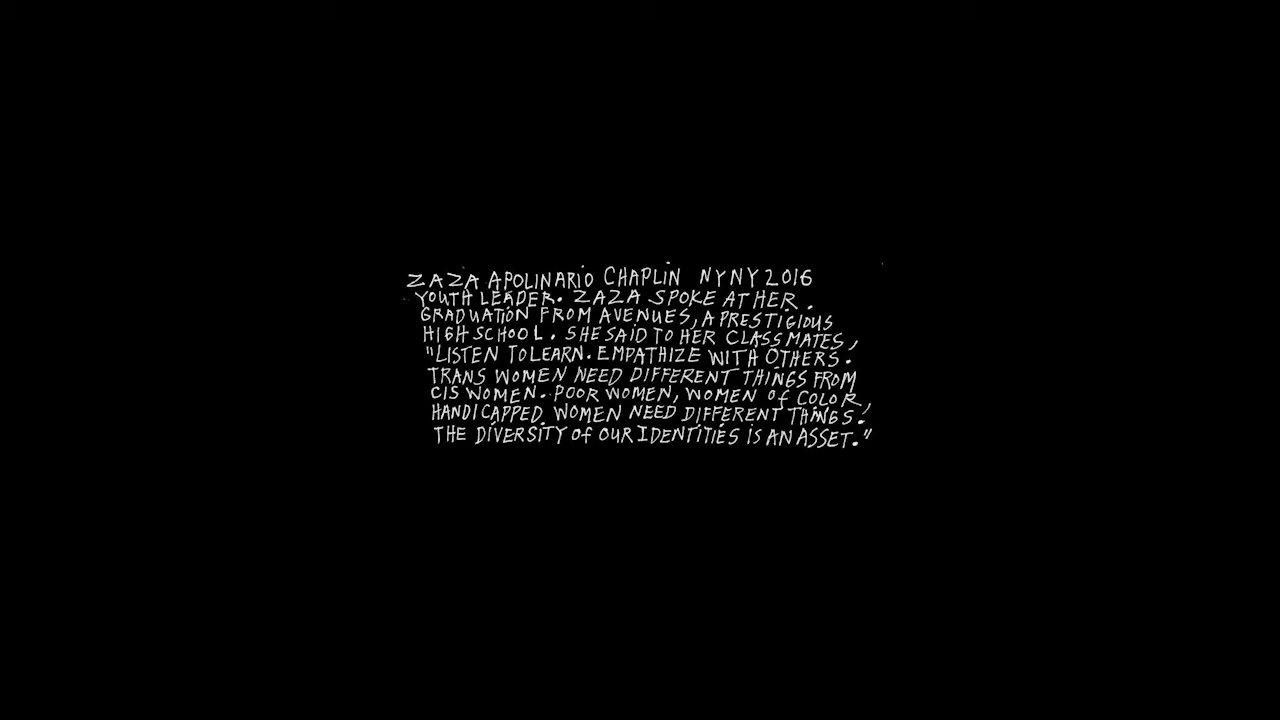 ZAZA APOLINARIO CHAPLIN NYNY 2016
YOUTH LEADER. ZAZA SPOKE AT HER.
GRADUATION FROM AVENUES, A PRESTIGIOUS
HIGH SCHOOL. SHE SAID TO HER CLASSMATES,
"LISTEN TO LEARN. EMPATHIZE WITH OTHERS.
TRANS WOMEN NEED DIFFERENT THINGS FROM
CIS WOMEN. POOR WOMEN, WOMEN of COLOR,
HANDICAPPED WOMEN NEED DIFFERENT THINGS.
THE DIVERSITY of OUR IDENTITIES IS AN ASSET."